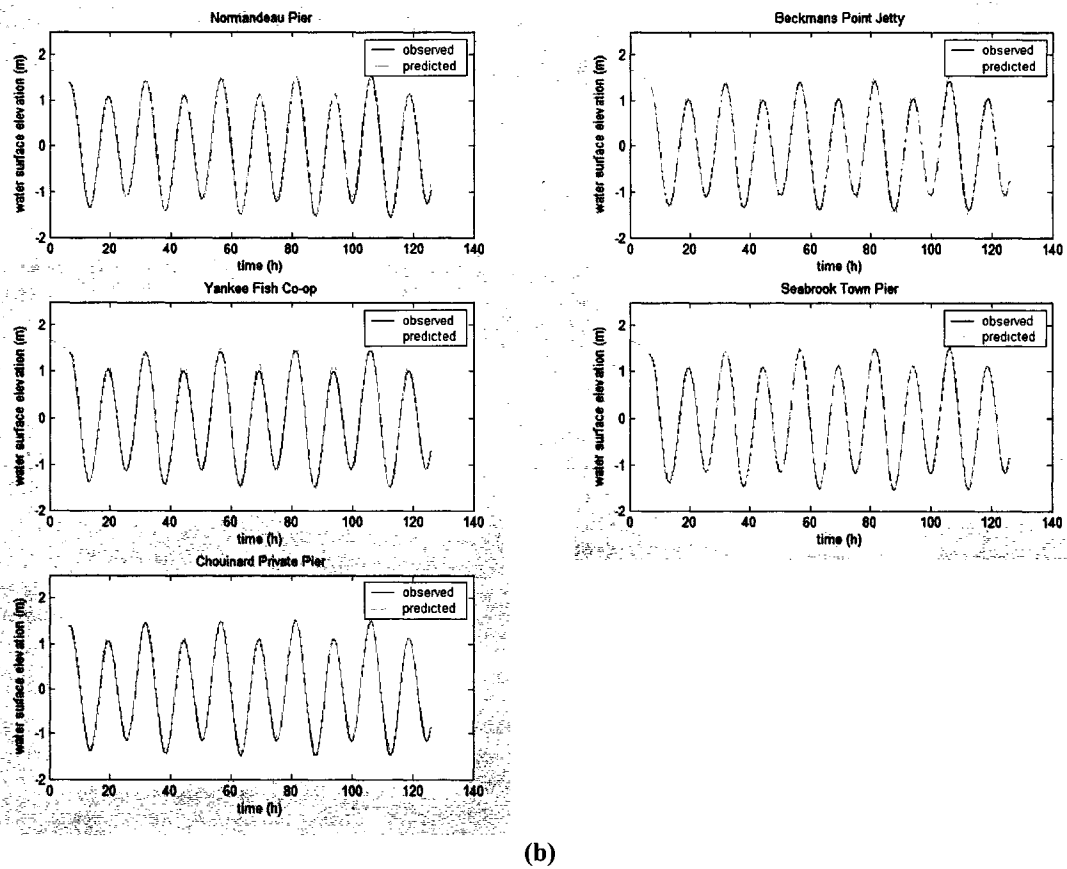 Normandeau Pier
observed
predicted
water surface elevation (m)
2
1
0
-1
-2
0 20 40 60 80 100 120 140
time (h)
Beckmans Point Jetty
observed
predicted
water surface elevation (m)
2
1
0
-1
-2
0 20 40 60 80 100 120 140
time (h)
Yankee Fish Co-op
observed
predicted
water surface elevation (m)
2
1
0
-1
-2
0 20 40 60 80 100 120 140
time (h)
Seabrook Town Pier
observed
predicted
water surface elevation (m)
2
1
0
-1
-2
0 20 40 60 80 100 120 140
time (h)
Chouinard Private Pier
observed
predicted
water surface elevation (m)
2
1
0
-1
-2
0 20 40 60 80 100 120 140
time (h)
(b)